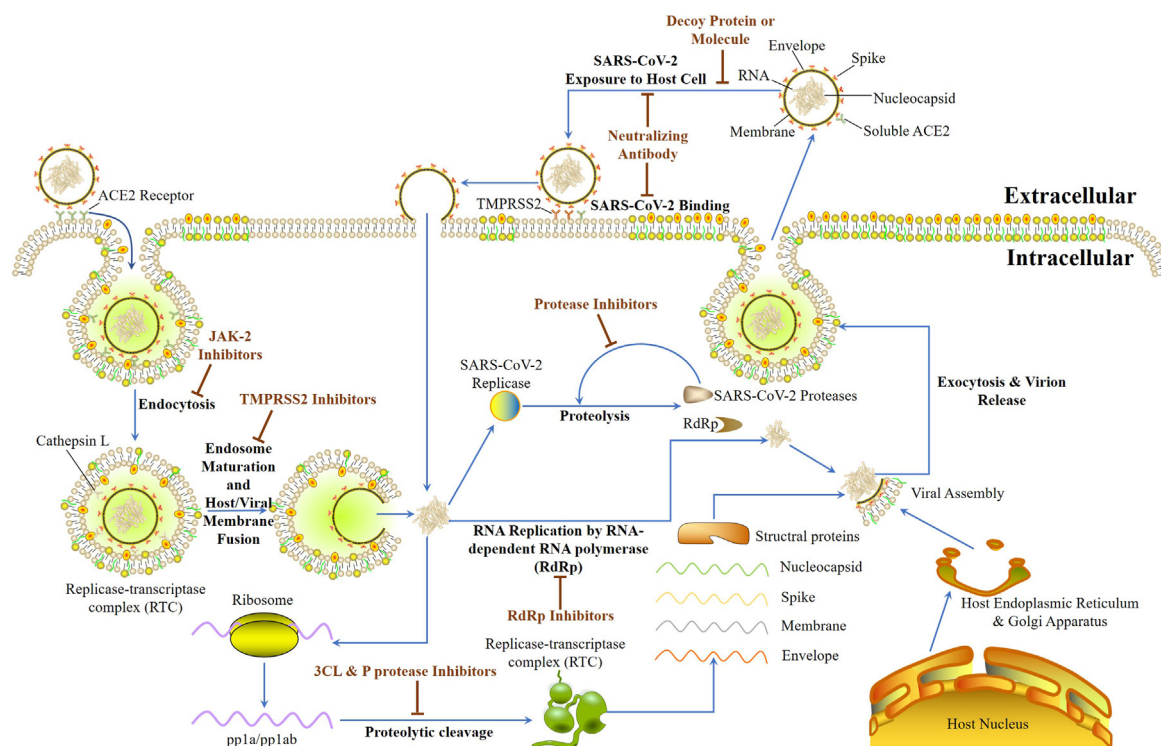 Decoy Protein or
Molecule
SARS-CoV-2
Exposure to Host Cell
Envelope
Spike
RNA
Nucleocapsid
Membrane
Soluble ACE2
Neutralizing
Antibody
ACE2 Receptor
TMPRSS2
SARS-CoV-2 Binding
Extracellular
Intracellular
Protease Inhibitors
JAK-2
Inhibitors
SARS-CoV-2
Replicase
Endocytosis
Proteolysis
SARS-CoV-2 Proteases
Exocytosis & Virion
Release
TMPRSS2 Inhibitors
RdRp
Cathepsin L
Endosome
Maturation
and
Host/Viral
Membrane
Fusion
Viral Assembly
RNA Replication by RNA-
dependent RNA polymerase
(RdRp)
Structral proteins
Nucleocapsid
Spike
Membrane
Envelope
Replicase-transcriptase
complex (RTC)
Ribosome
RdRp Inhibitors
Host Endoplasmic Reticulum
& Golgi Apparatus
Replicase-transcriptase
complex (RTC)
3CL & P protease Inhibitors
Proteolytic cleavage
pp1a/pp1ab
Host Nucleus